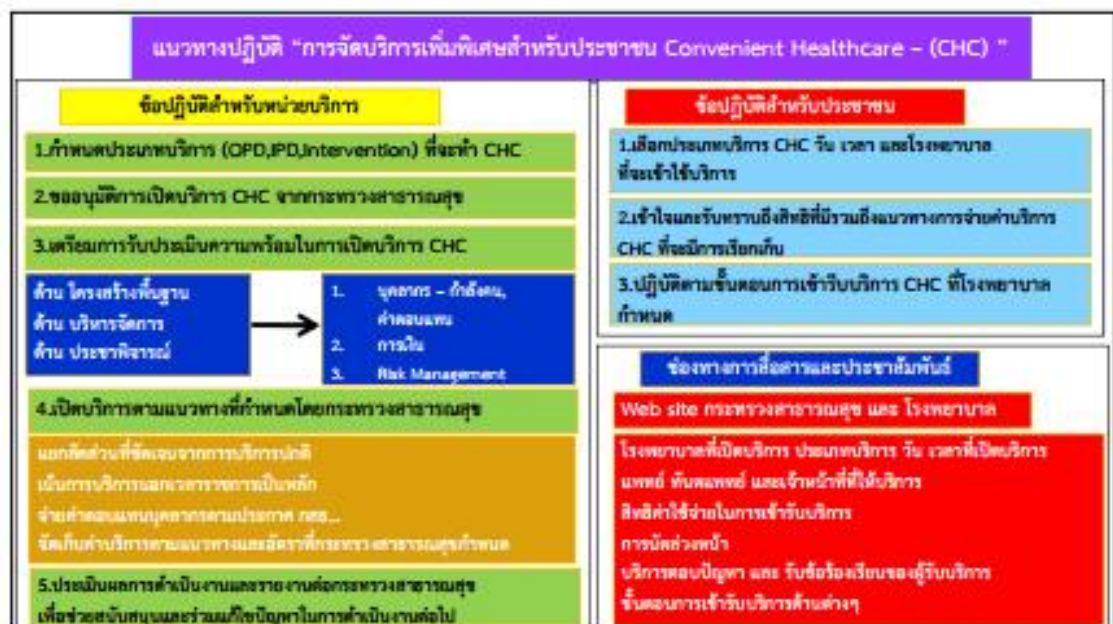 แนวทางปฏิบัติ “การจัดบริการเพิ่มพิเศษสำหรับประชาชน Convenient Healthcare – (CHC) ”
ข้อปฏิบัติสำหรับหน่วยบริการ
1.กำหนดประเภทบริการ (OPD,IPD,Intervention) ที่จะทำ CHC
2.ขออนุมัติการเปิดบริการ CHC จากกระทรวงสาธารณสุข
3.เตรียมการรับประเมินความพร้อมในการเปิดบริการ CHC
ด้าน โครงสร้างพื้นฐาน
ด้าน บริหารจัดการ
ด้าน ประชาพิจารณ์
1. บุคลากร – กำลังคน,
ค่าตอบแทน
2. การเงิน
3. Risk Management
4.เปิดบริการตามแนวทางที่กำหนดโดยกระทรวงสาธารณสุข
แยกสัดส่วนที่ชัดเจนจากการบริการปกติ
เน้นการบริการนอกเวลาราชการเป็นหลัก
จ่ายค่าตอบแทนบุคลากรตามประกาศ กสธ...
จัดเก็บค่าบริการตามแนวทางและอัตราที่กระทรวงสาธารณสุขกำหนด
5.ประเมินผลการดำเนินงานและรายงานต่อกระทรวงสาธารณสุข
เพื่อช่วยสนับสนุนและร่วมแก้ไขปัญหาในการดำเนินงานต่อไป
ข้อปฏิบัติสำหรับประชาชน
1.เลือกประเภทบริการ CHC วัน เวลา และโรงพยาบาล
ที่จะเข้าใช้บริการ
2.เข้าใจและรับทราบถึงสิทธิที่มีรวมถึงแนวทางการจ่ายค่าบริการ
CHC ที่จะมีการเรียกเก็บ
3.ปฏิบัติตามขั้นตอนการเข้ารับบริการ CHC ที่โรงพยาบาล
กำหนด
ช่องทางการสื่อสารและประชาสัมพันธ์
Web site กระทรวงสาธารณสุข และ โรงพยาบาล
โรงพยาบาลที่เปิดบริการ ประเภทบริการ วัน เวลาที่เปิดบริการ
แพทย์ ทันตแพทย์ และเจ้าหน้าที่ที่ให้บริการ
สิทธิค่าใช้จ่ายในการเข้ารับบริการ
การนัดล่วงหน้า
บริการตอบปัญหา และ รับข้อร้องเรียนของผู้รับบริการ
ขั้นตอนการเข้ารับบริการด้านต่างๆ